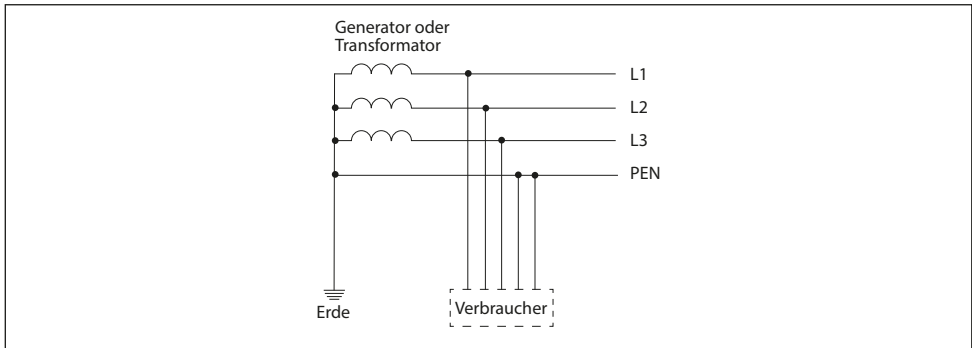 Generator oder
Transformator
L1
L2
L3
PEN
Erde
Verbraucher